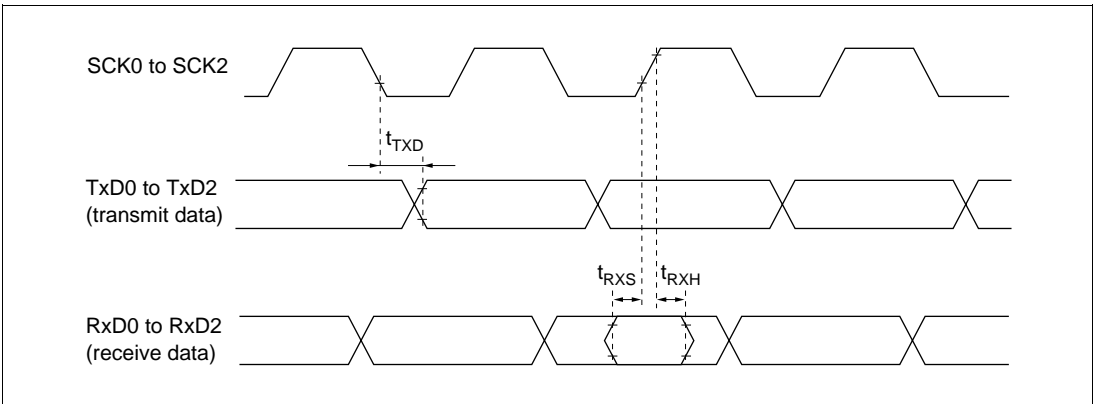 SCK0 to SCK2
tTXD
TxD0 to TxD2
(transmit data)
tRXS
tRXH
RxD0 to RxD2
(receive data)